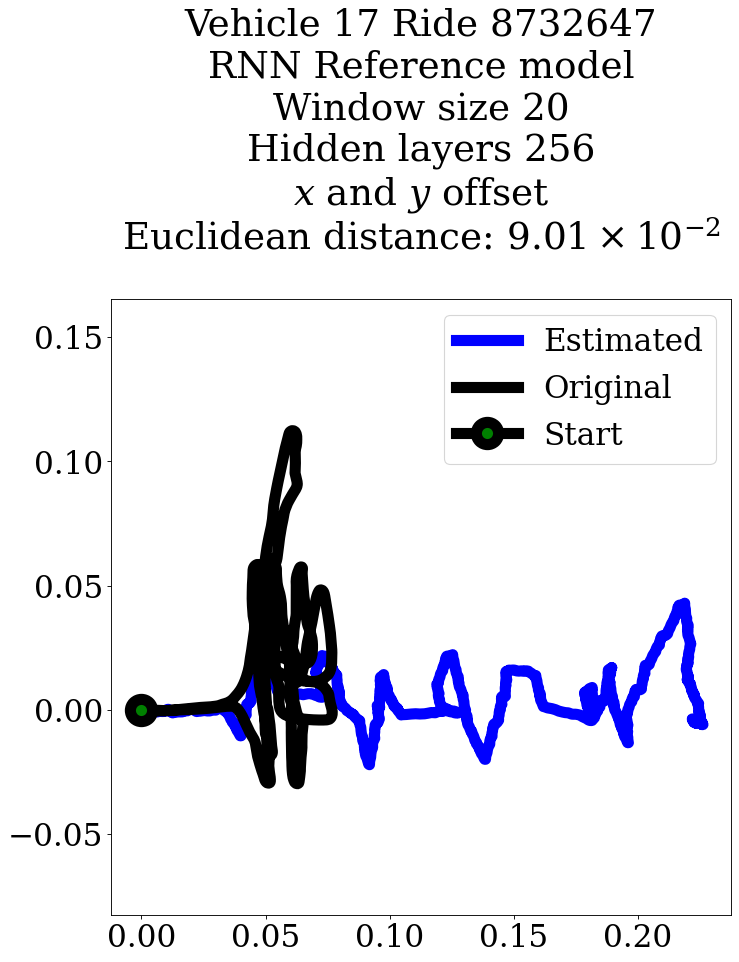 Vehicle 17 Ride 8732647
RNN Reference model
Window size 20
Hidden layers 256
x and y offset
Euclidean distance: 9.01 × 10⁻²
Estimated
Original
Start
0.15
0.10
0.05
0.00
−0.05
0.00 0.05 0.10 0.15 0.20